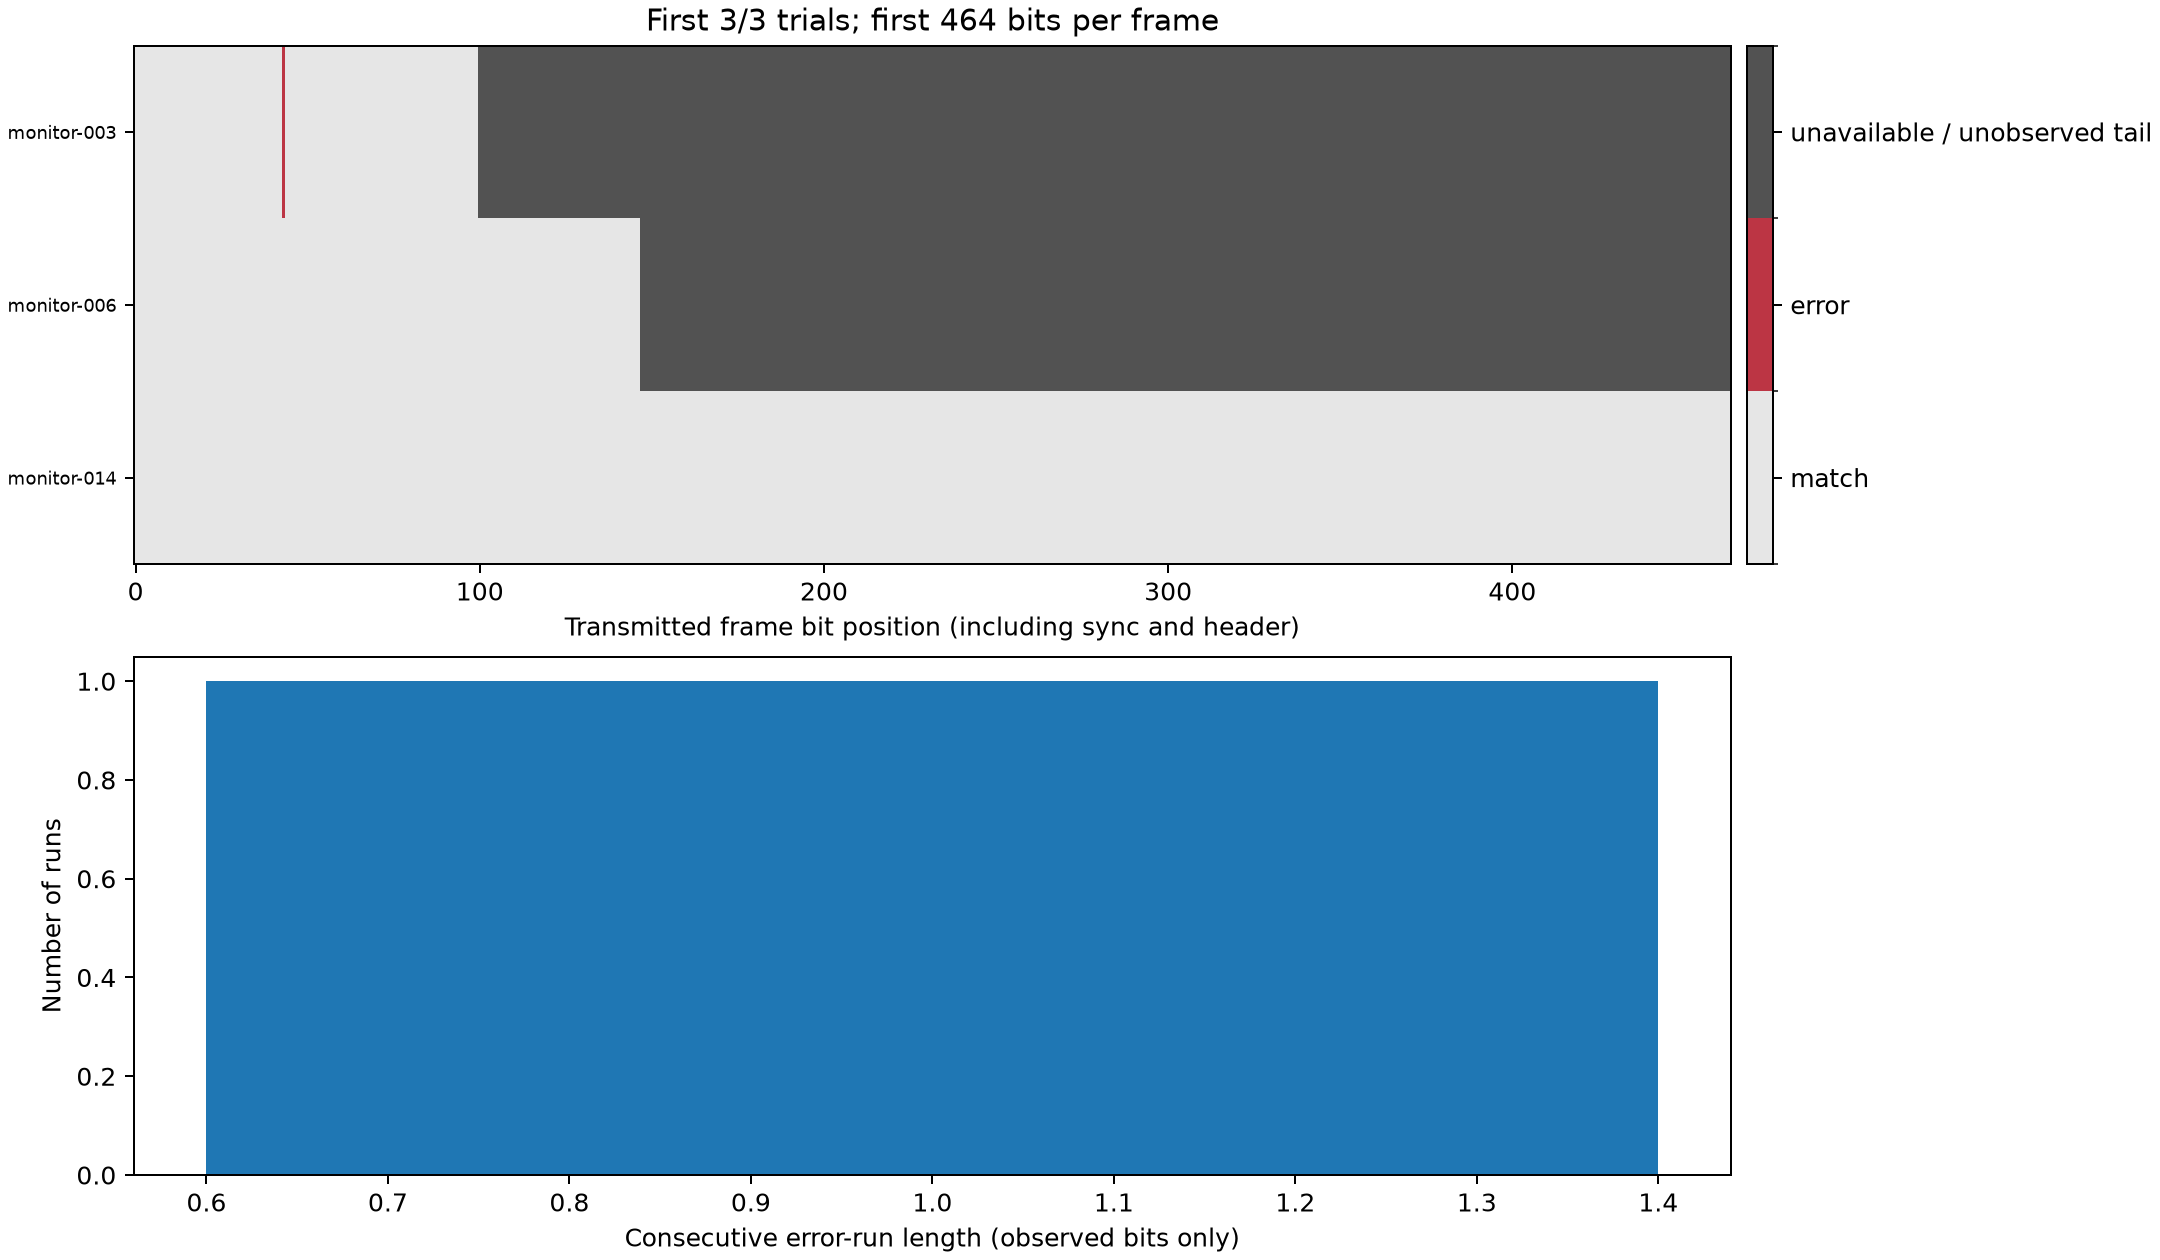 First 3/3 trials; first 464 bits per frame
monitor-003
monitor-006
monitor-014
unavailable / unobserved tail
error
match
0 100 200 300 400
Transmitted frame bit position (including sync and header)
1.0
0.8
0.6
0.4
0.2
0.0
Number of runs
0.6 0.7 0.8 0.9 1.0 1.1 1.2 1.3 1.4
Consecutive error-run length (observed bits only)